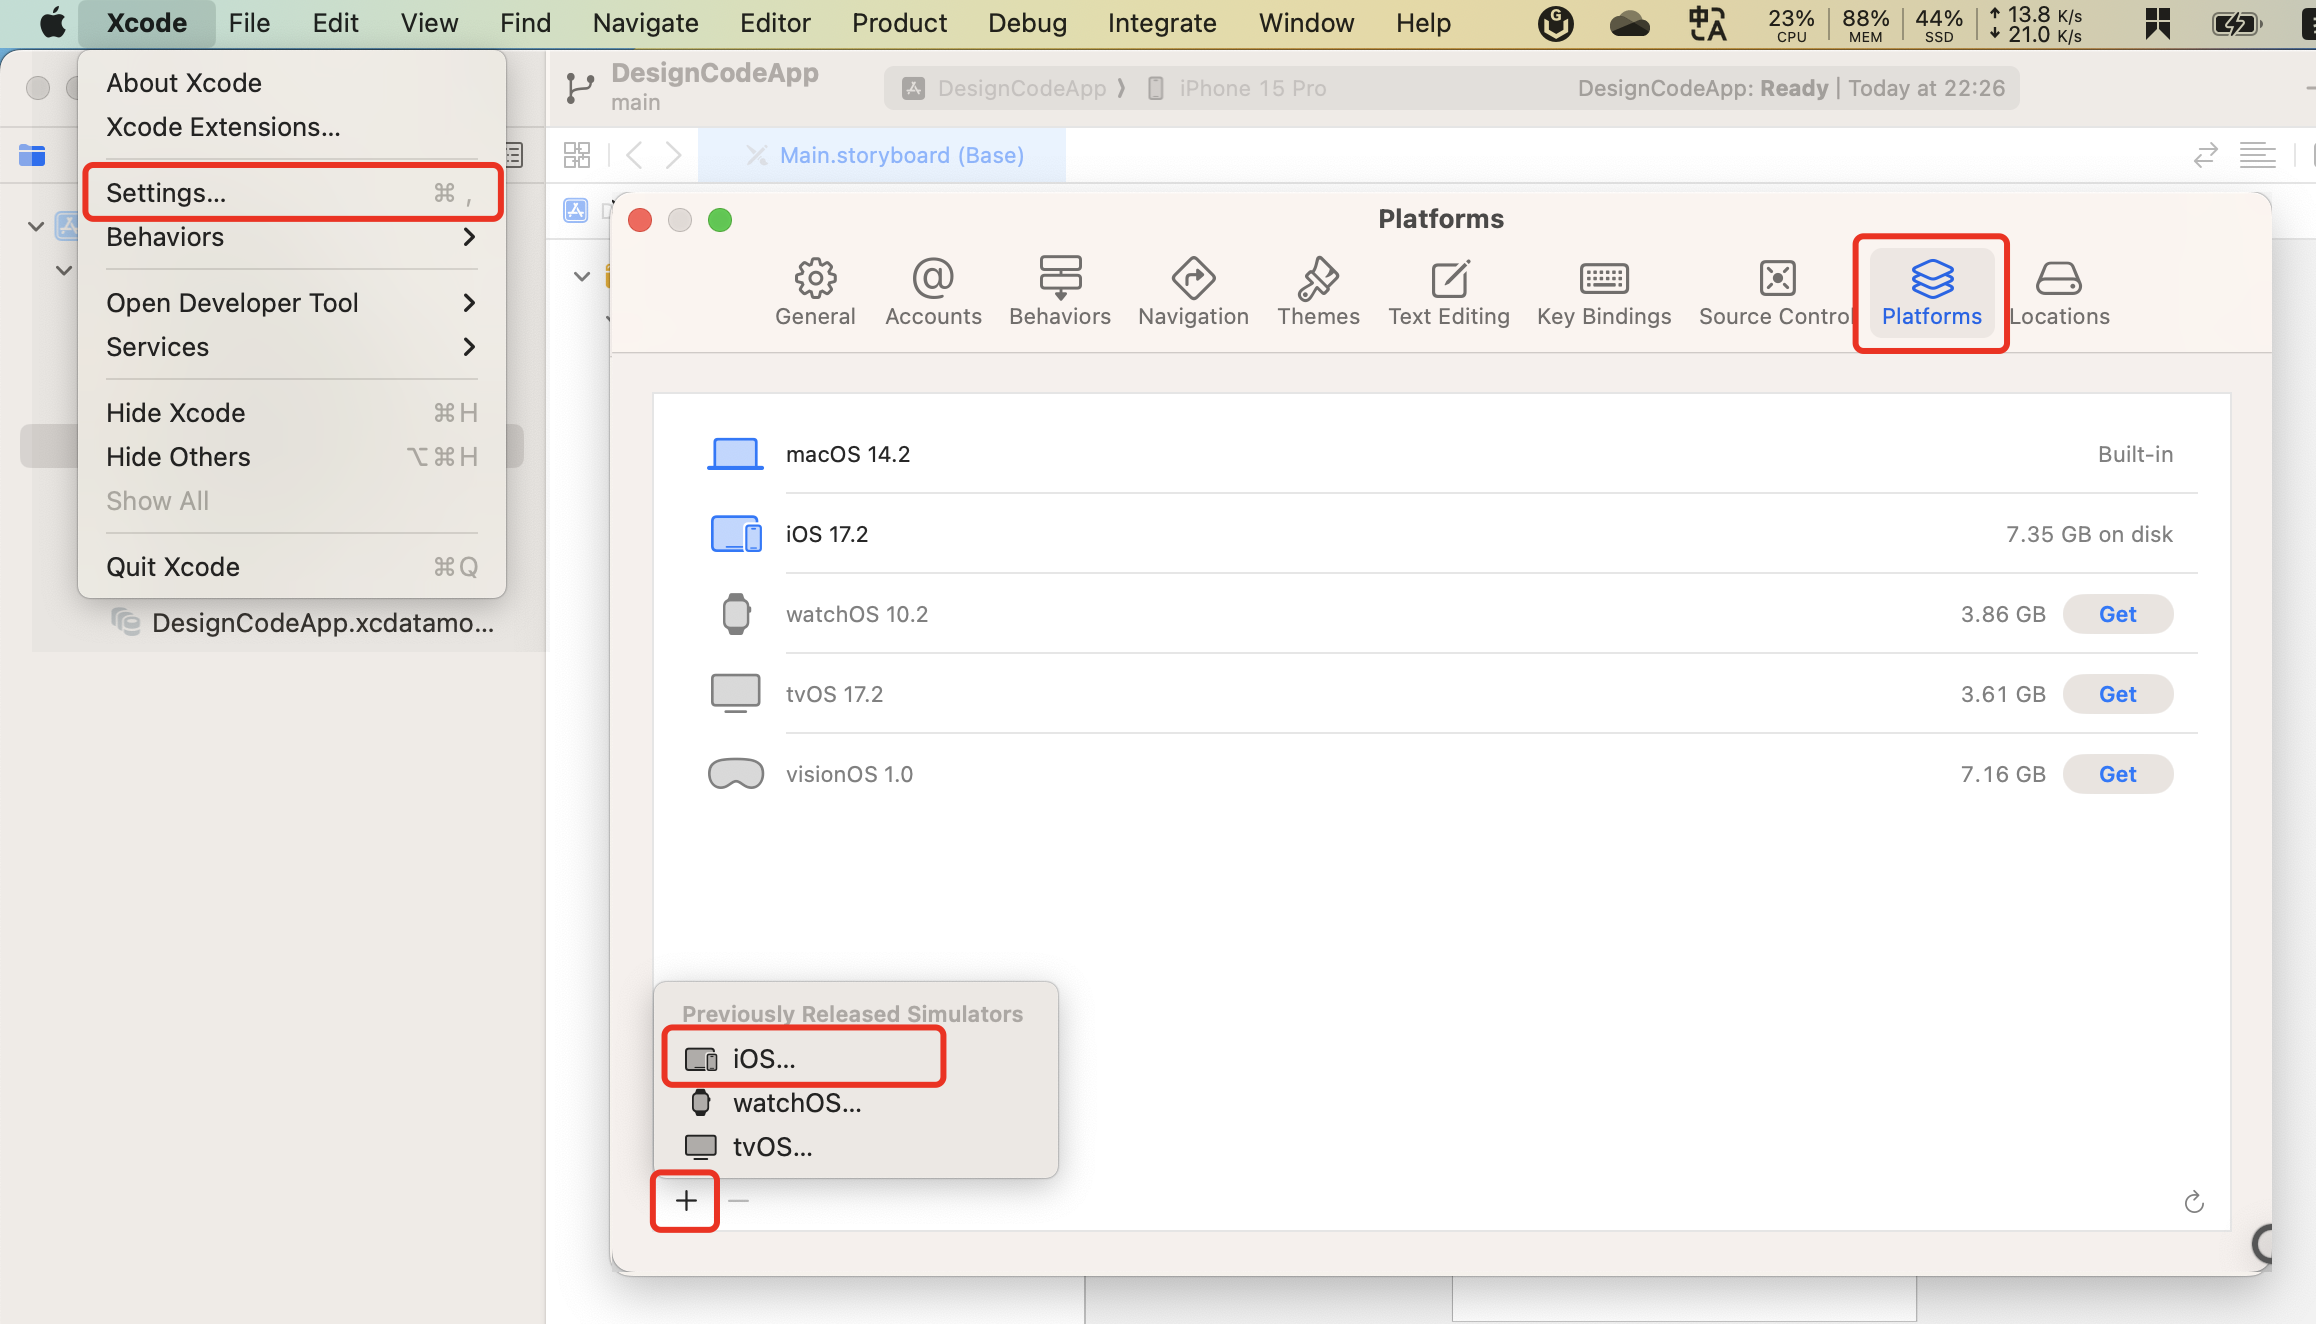 Xcode File Edit View Find Navigate Editor Product Debug Integrate Window Help
23% CPU 88% MEM 44% SSD ↑ 13.8 K/s ↓ 21.0 K/s
About Xcode
Xcode Extensions...
Settings... ⌘ ,
Behaviors
Open Developer Tool
Services
Hide Xcode ⌘H
Hide Others ⌥⌘H
Show All
Quit Xcode ⌘Q
DesignCodeApp.xcdatamo...
DesignCodeApp
main
DesignCodeApp ⟩ iPhone 15 Pro
DesignCodeApp: Ready | Today at 22:26
Main.storyboard (Base)
Platforms
General Accounts Behaviors Navigation Themes Text Editing Key Bindings Source Control Platforms Locations
macOS 14.2 Built-in
iOS 17.2 7.35 GB on disk
watchOS 10.2 3.86 GB Get
tvOS 17.2 3.61 GB Get
visionOS 1.0 7.16 GB Get
Previously Released Simulators
iOS...
watchOS...
tvOS...